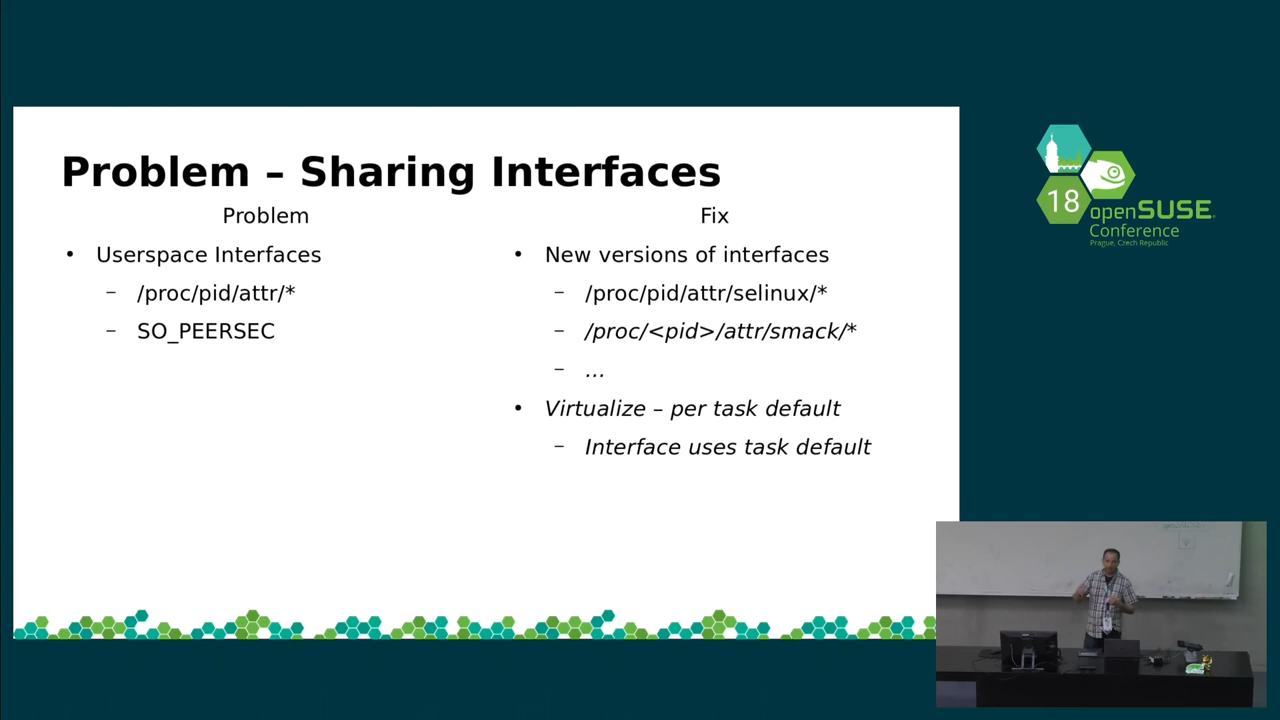 Problem – Sharing Interfaces
Problem
• Userspace Interfaces
– /proc/pid/attr/*
– SO_PEERSEC
Fix
• New versions of interfaces
– /proc/pid/attr/selinux/*
– /proc/<pid>/attr/smack/*
– ...
• Virtualize – per task default
– Interface uses task default
18
openSUSE
Conference
Prague, Czech Republic